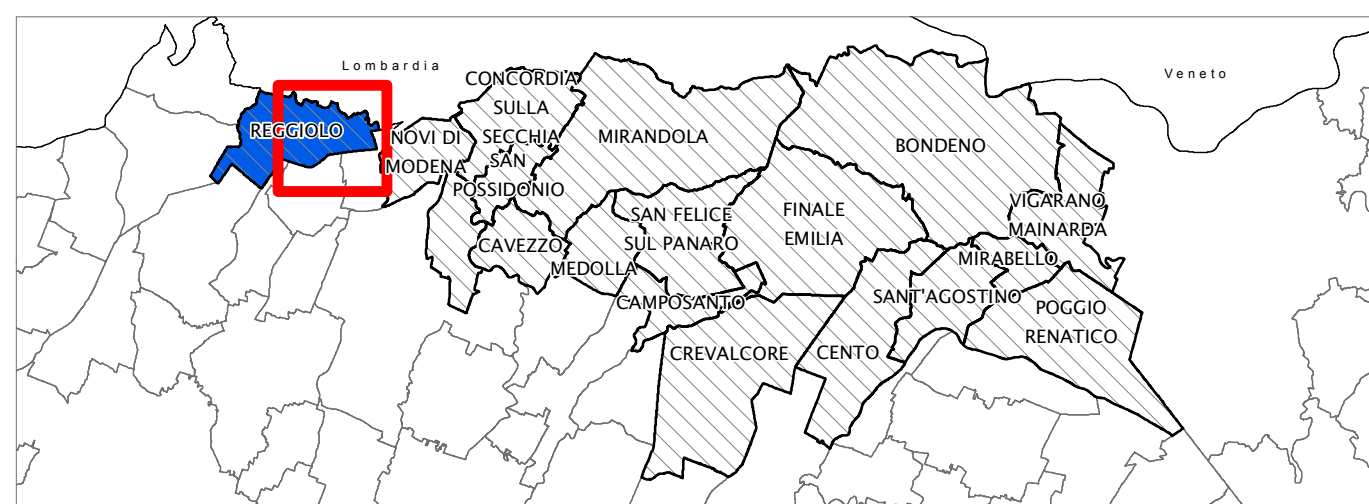 Lombardia
Veneto
REGGIOLO
NOVI DI
MODENA
CONCORDIA
SULLA
SECCHIA
SAN
POSSIDONIO
MIRANDOLA
BONDENO
CAVEZZO
MEDOLLA
SAN FELICE
SUL PANARO
FINALE
EMILIA
VIGARANO
MAINARDA
MIRABELLO
CAMPOSANTO
SANT'AGOSTINO
POGGIO
RENATICO
CREVALCORE
CENTO